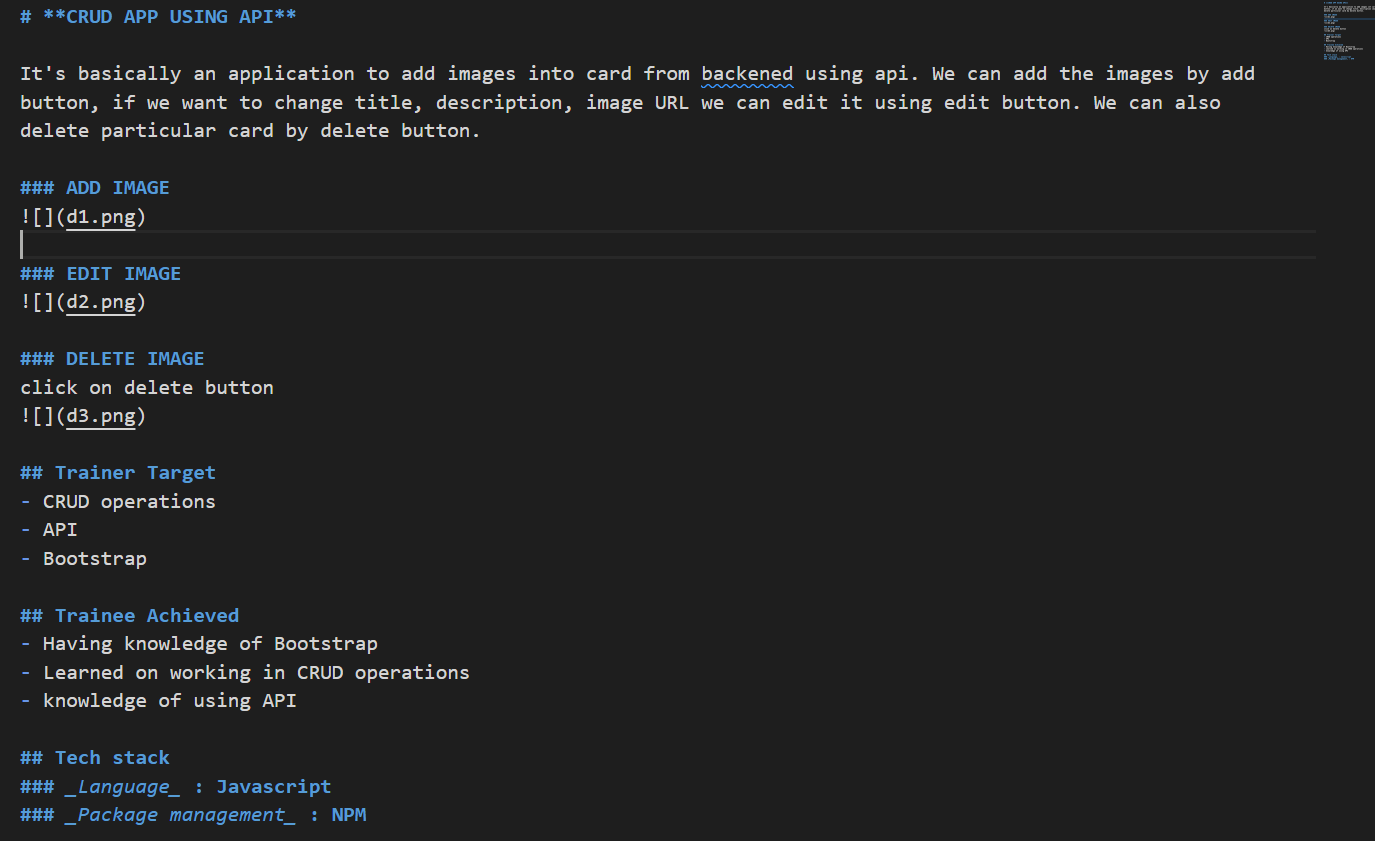 # **CRUD APP USING API**
It's basically an application to add images into card from backened using api. We can add the images by add
button, if we want to change title, description, image URL we can edit it using edit button. We can also
delete particular card by delete button.
### ADD IMAGE
![](d1.png)
### EDIT IMAGE
![](d2.png)
### DELETE IMAGE
click on delete button
![](d3.png)
## Trainer Target
- CRUD operations
- API
- Bootstrap
## Trainee Achieved
- Having knowledge of Bootstrap
- Learned on working in CRUD operations
- knowledge of using API
## Tech stack
### _Language_ : Javascript
### _Package management_ : NPM